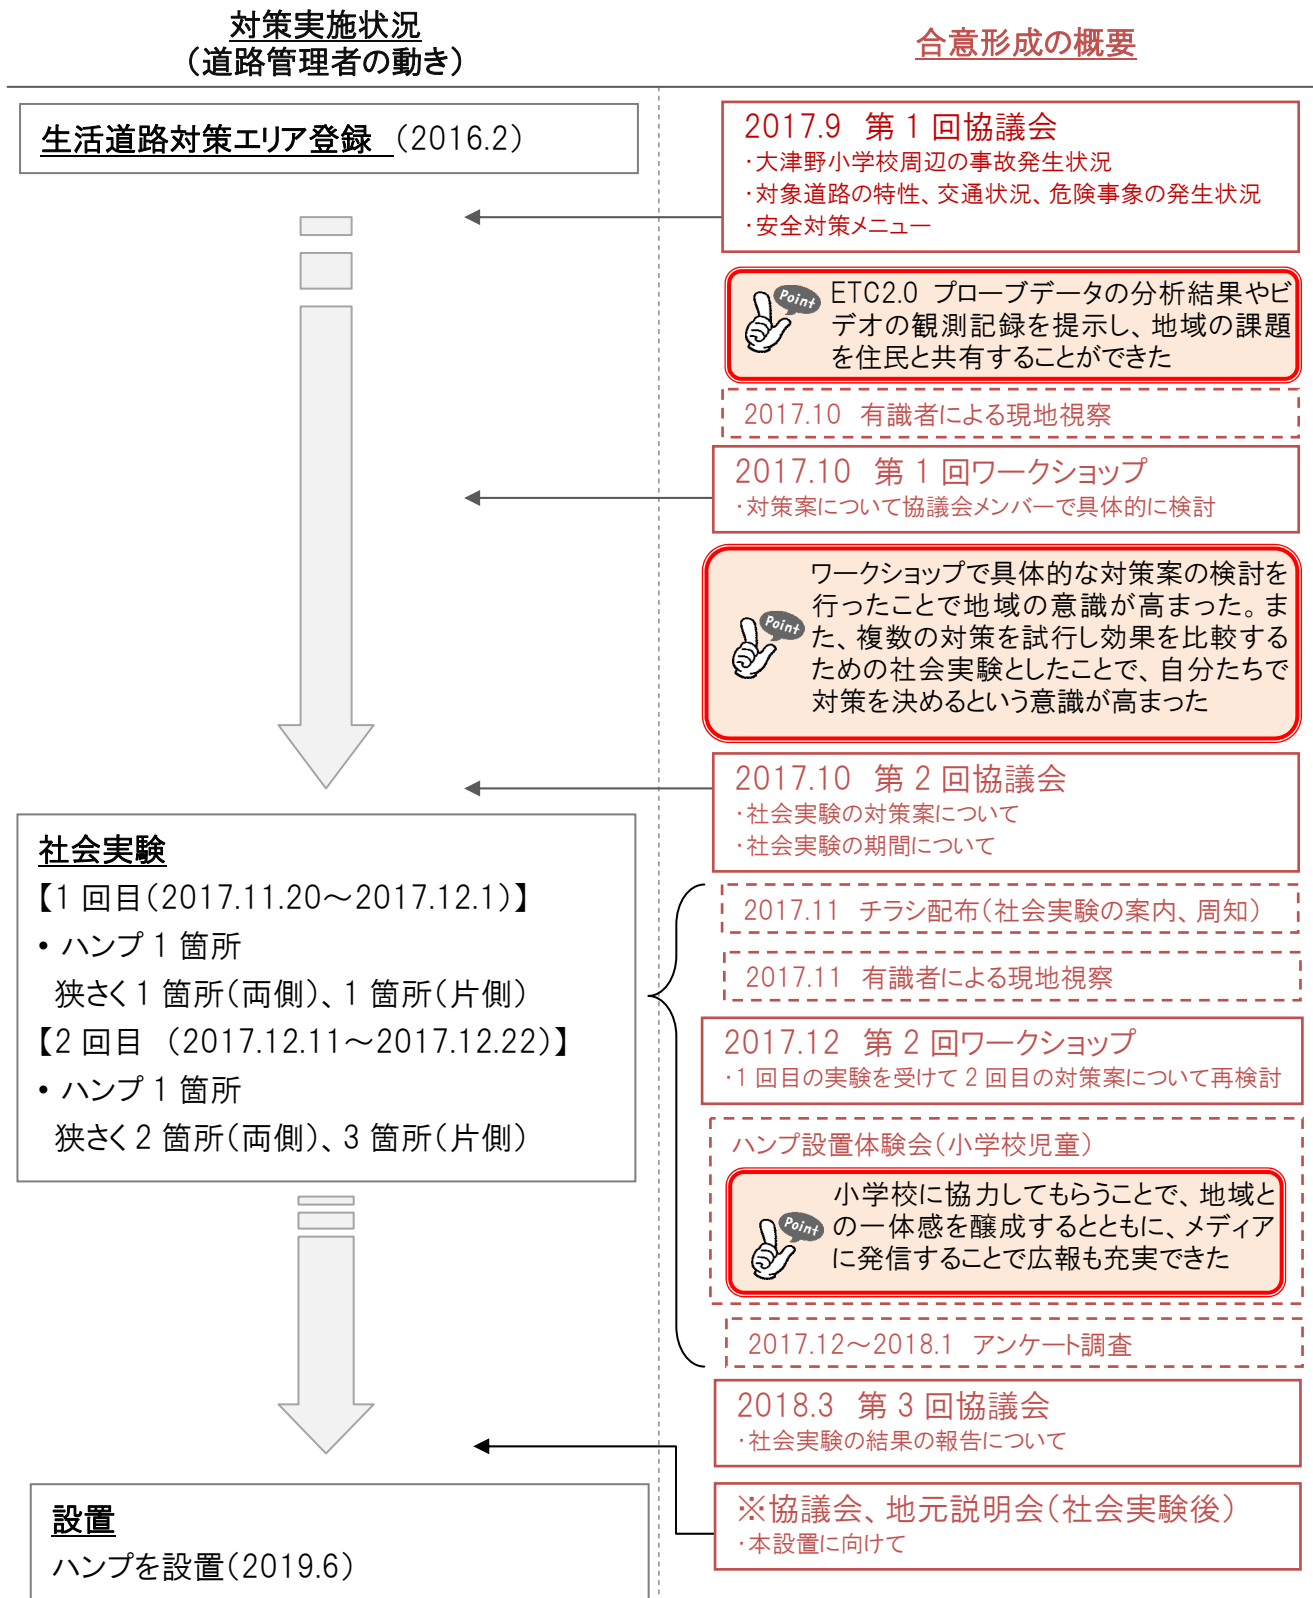 対策実施状況
（道路管理者の動き）
合意形成の概要
生活道路対策エリア登録 （2016.2）
2017.9 第1回協議会
・大津野小学校周辺の事故発生状況
・対象道路の特性、交通状況、危険事象の発生状況
・安全対策メニュー
Point
ETC2.0 プローブデータの分析結果やビ
デオの観測記録を提示し、地域の課題
を住民と共有することができた
2017.10 有識者による現地視察
2017.10 第1回ワークショップ
・対策案について協議会メンバーで具体的に検討
Point
ワークショップで具体的な対策案の検討を
行ったことで地域の意識が高まった。ま
た、複数の対策を試行し効果を比較する
ための社会実験としたことで、自分たちで
対策を決めるという意識が高まった
2017.10 第2回協議会
・社会実験の対策案について
・社会実験の期間について
社会実験
【1回目（2017.11.20～2017.12.1）】
• ハンプ1箇所
狭さく1箇所（両側）、1箇所（片側）
【2回目 （2017.12.11～2017.12.22）】
• ハンプ1箇所
狭さく2箇所（両側）、3箇所（片側）
2017.11 チラシ配布（社会実験の案内、周知）
2017.11 有識者による現地視察
2017.12 第2回ワークショップ
・1回目の実験を受けて2回目の対策案について再検討
ハンプ設置体験会（小学校児童）
Point
小学校に協力してもらうことで、地域と
の一体感を醸成するとともに、メディア
に発信することで広報も充実できた
2017.12～2018.1 アンケート調査
2018.3 第3回協議会
・社会実験の結果の報告について
※協議会、地元説明会（社会実験後）
・本設置に向けて
設置
ハンプを設置（2019.6）